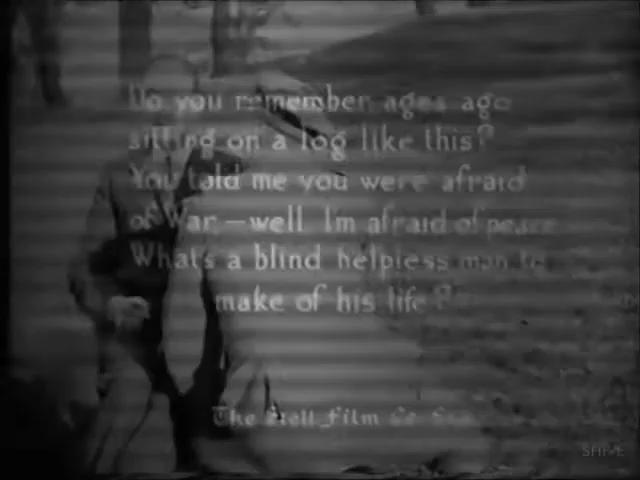 Do you remember ages ago
sitting on a log like this?
You told me you were afraid
of War.—well I'm afraid of peace
What's a blind helpless man to
make of his life?
The Film Co